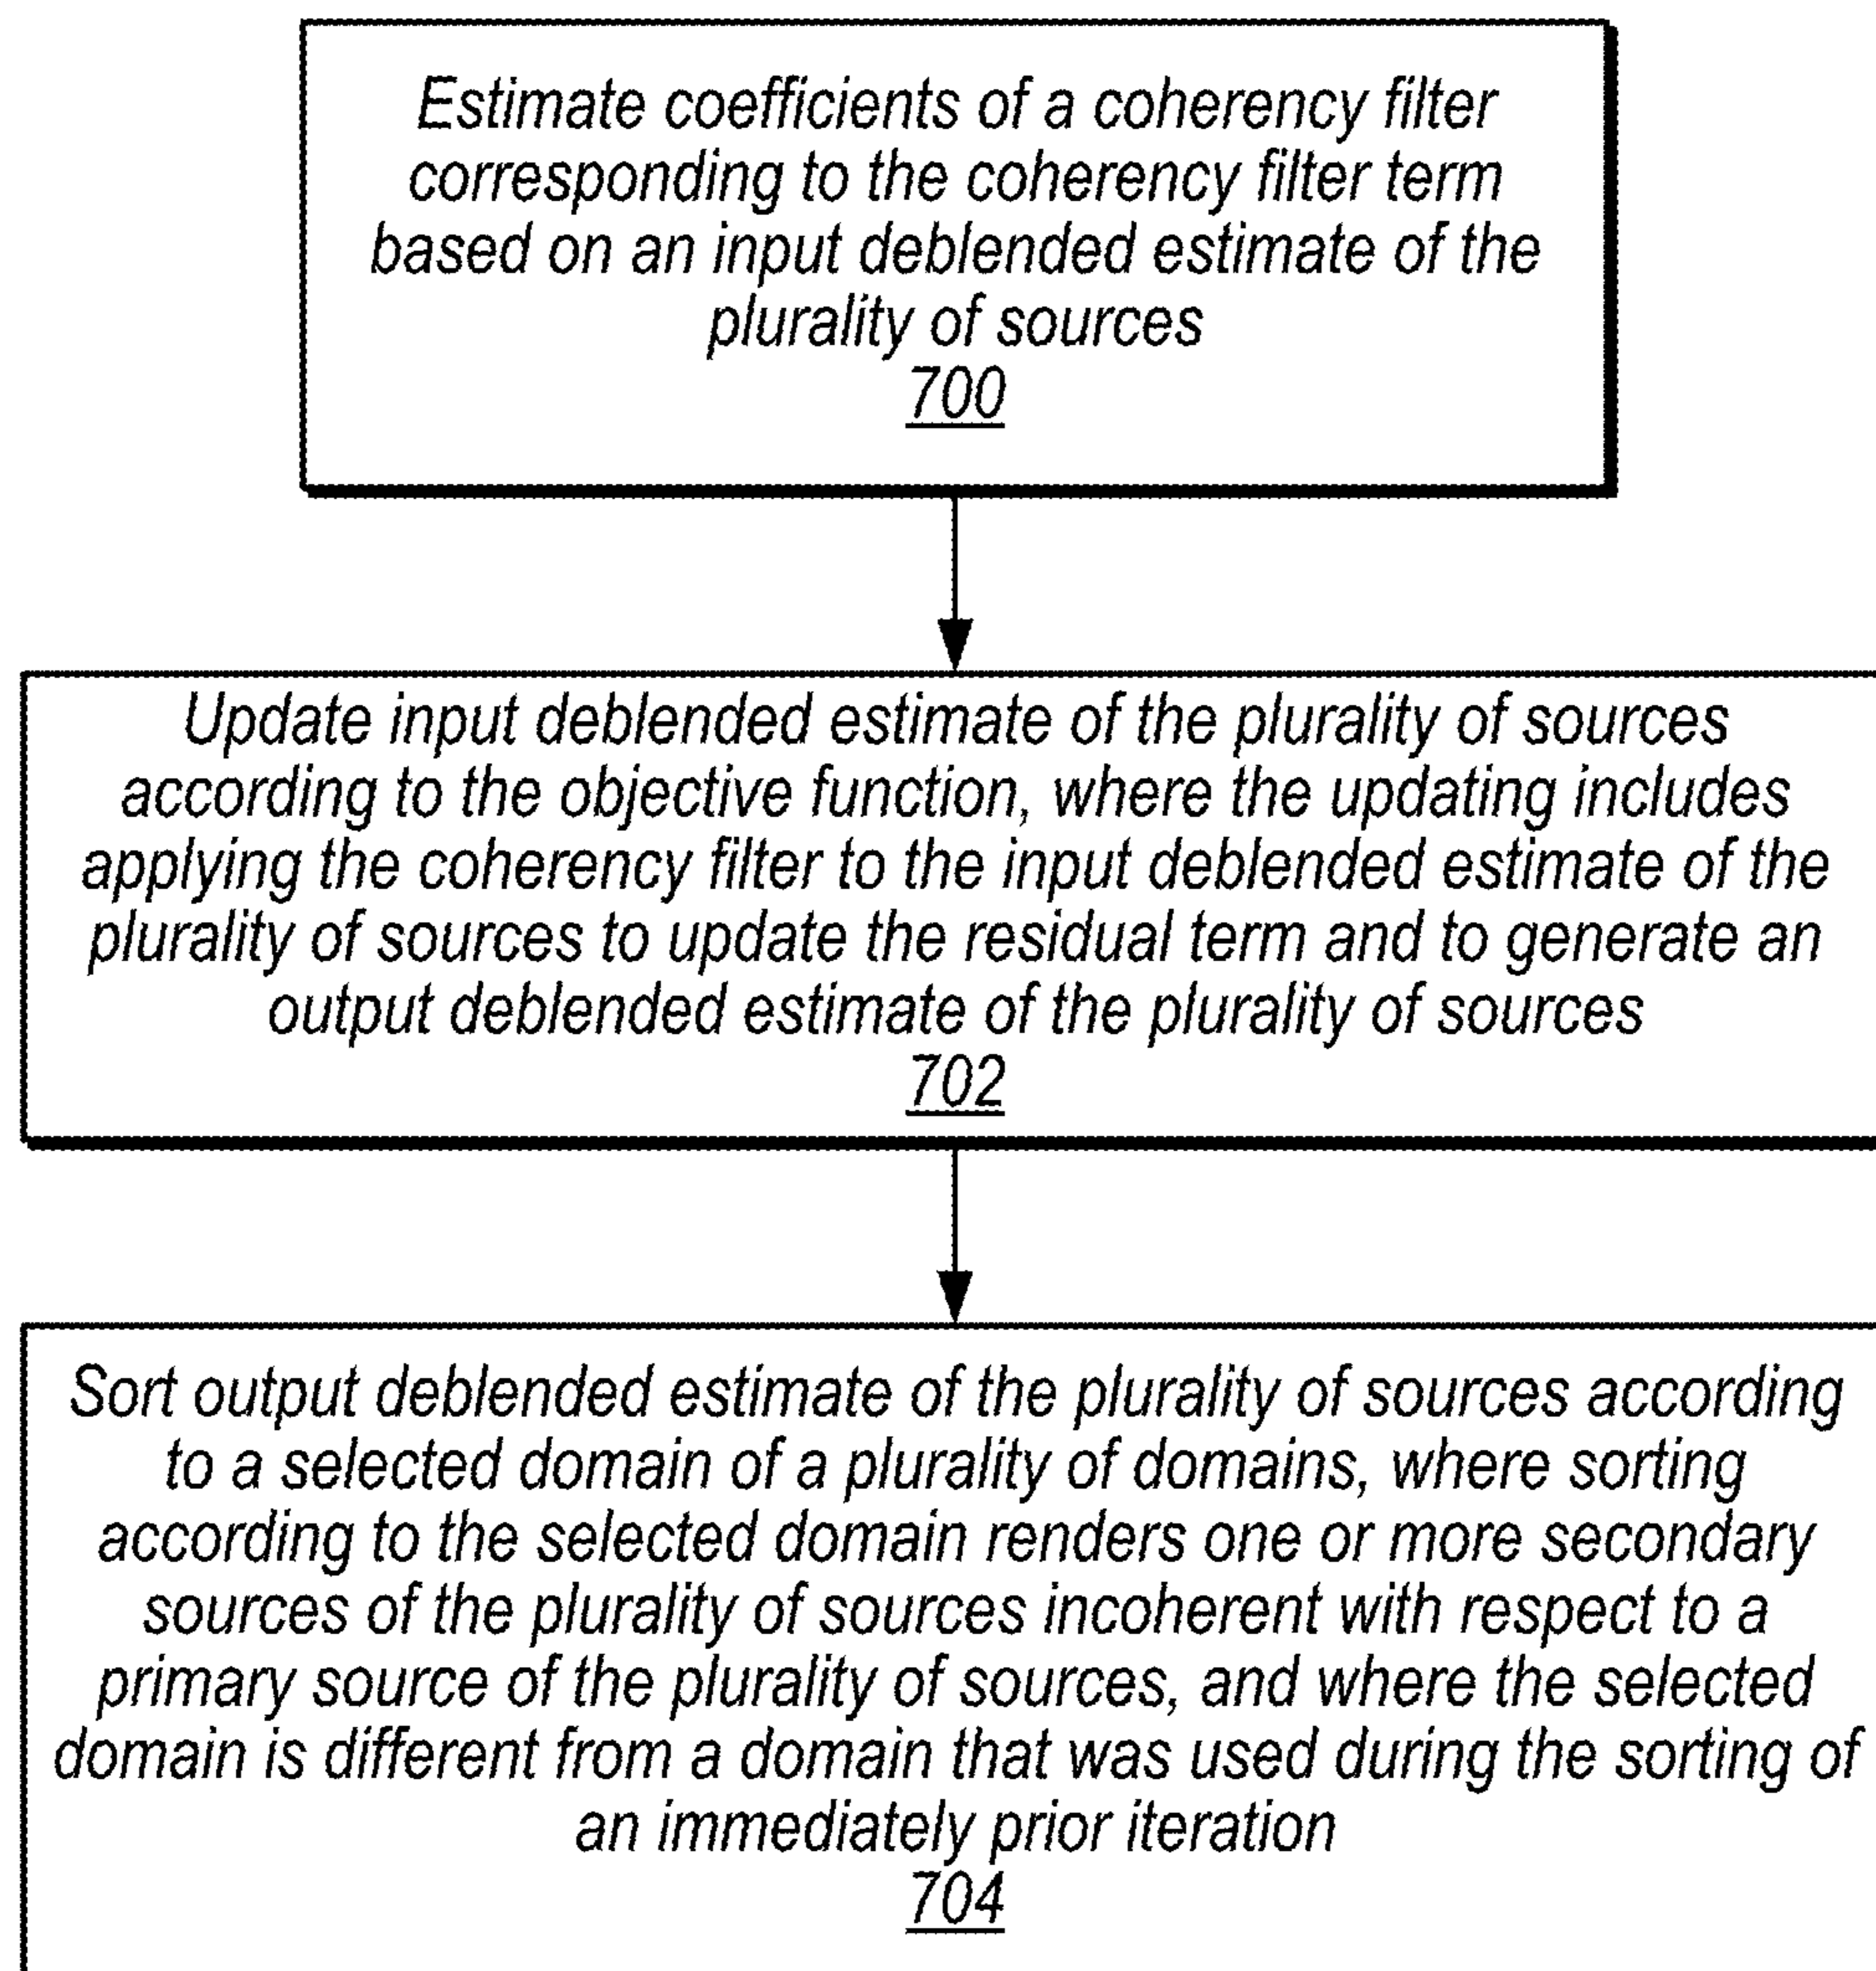 Estimate coefficients of a coherency filter
corresponding to the coherency filter term
based on an input deblended estimate of the
plurality of sources
700
Update input deblended estimate of the plurality of sources
according to the objective function, where the updating includes
applying the coherency filter to the input deblended estimate of the
plurality of sources to update the residual term and to generate an
output deblended estimate of the plurality of sources
702
Sort output deblended estimate of the plurality of sources according
to a selected domain of a plurality of domains, where sorting
according to the selected domain renders one or more secondary
sources of the plurality of sources incoherent with respect to a
primary source of the plurality of sources, and where the selected
domain is different from a domain that was used during the sorting of
an immediately prior iteration
704